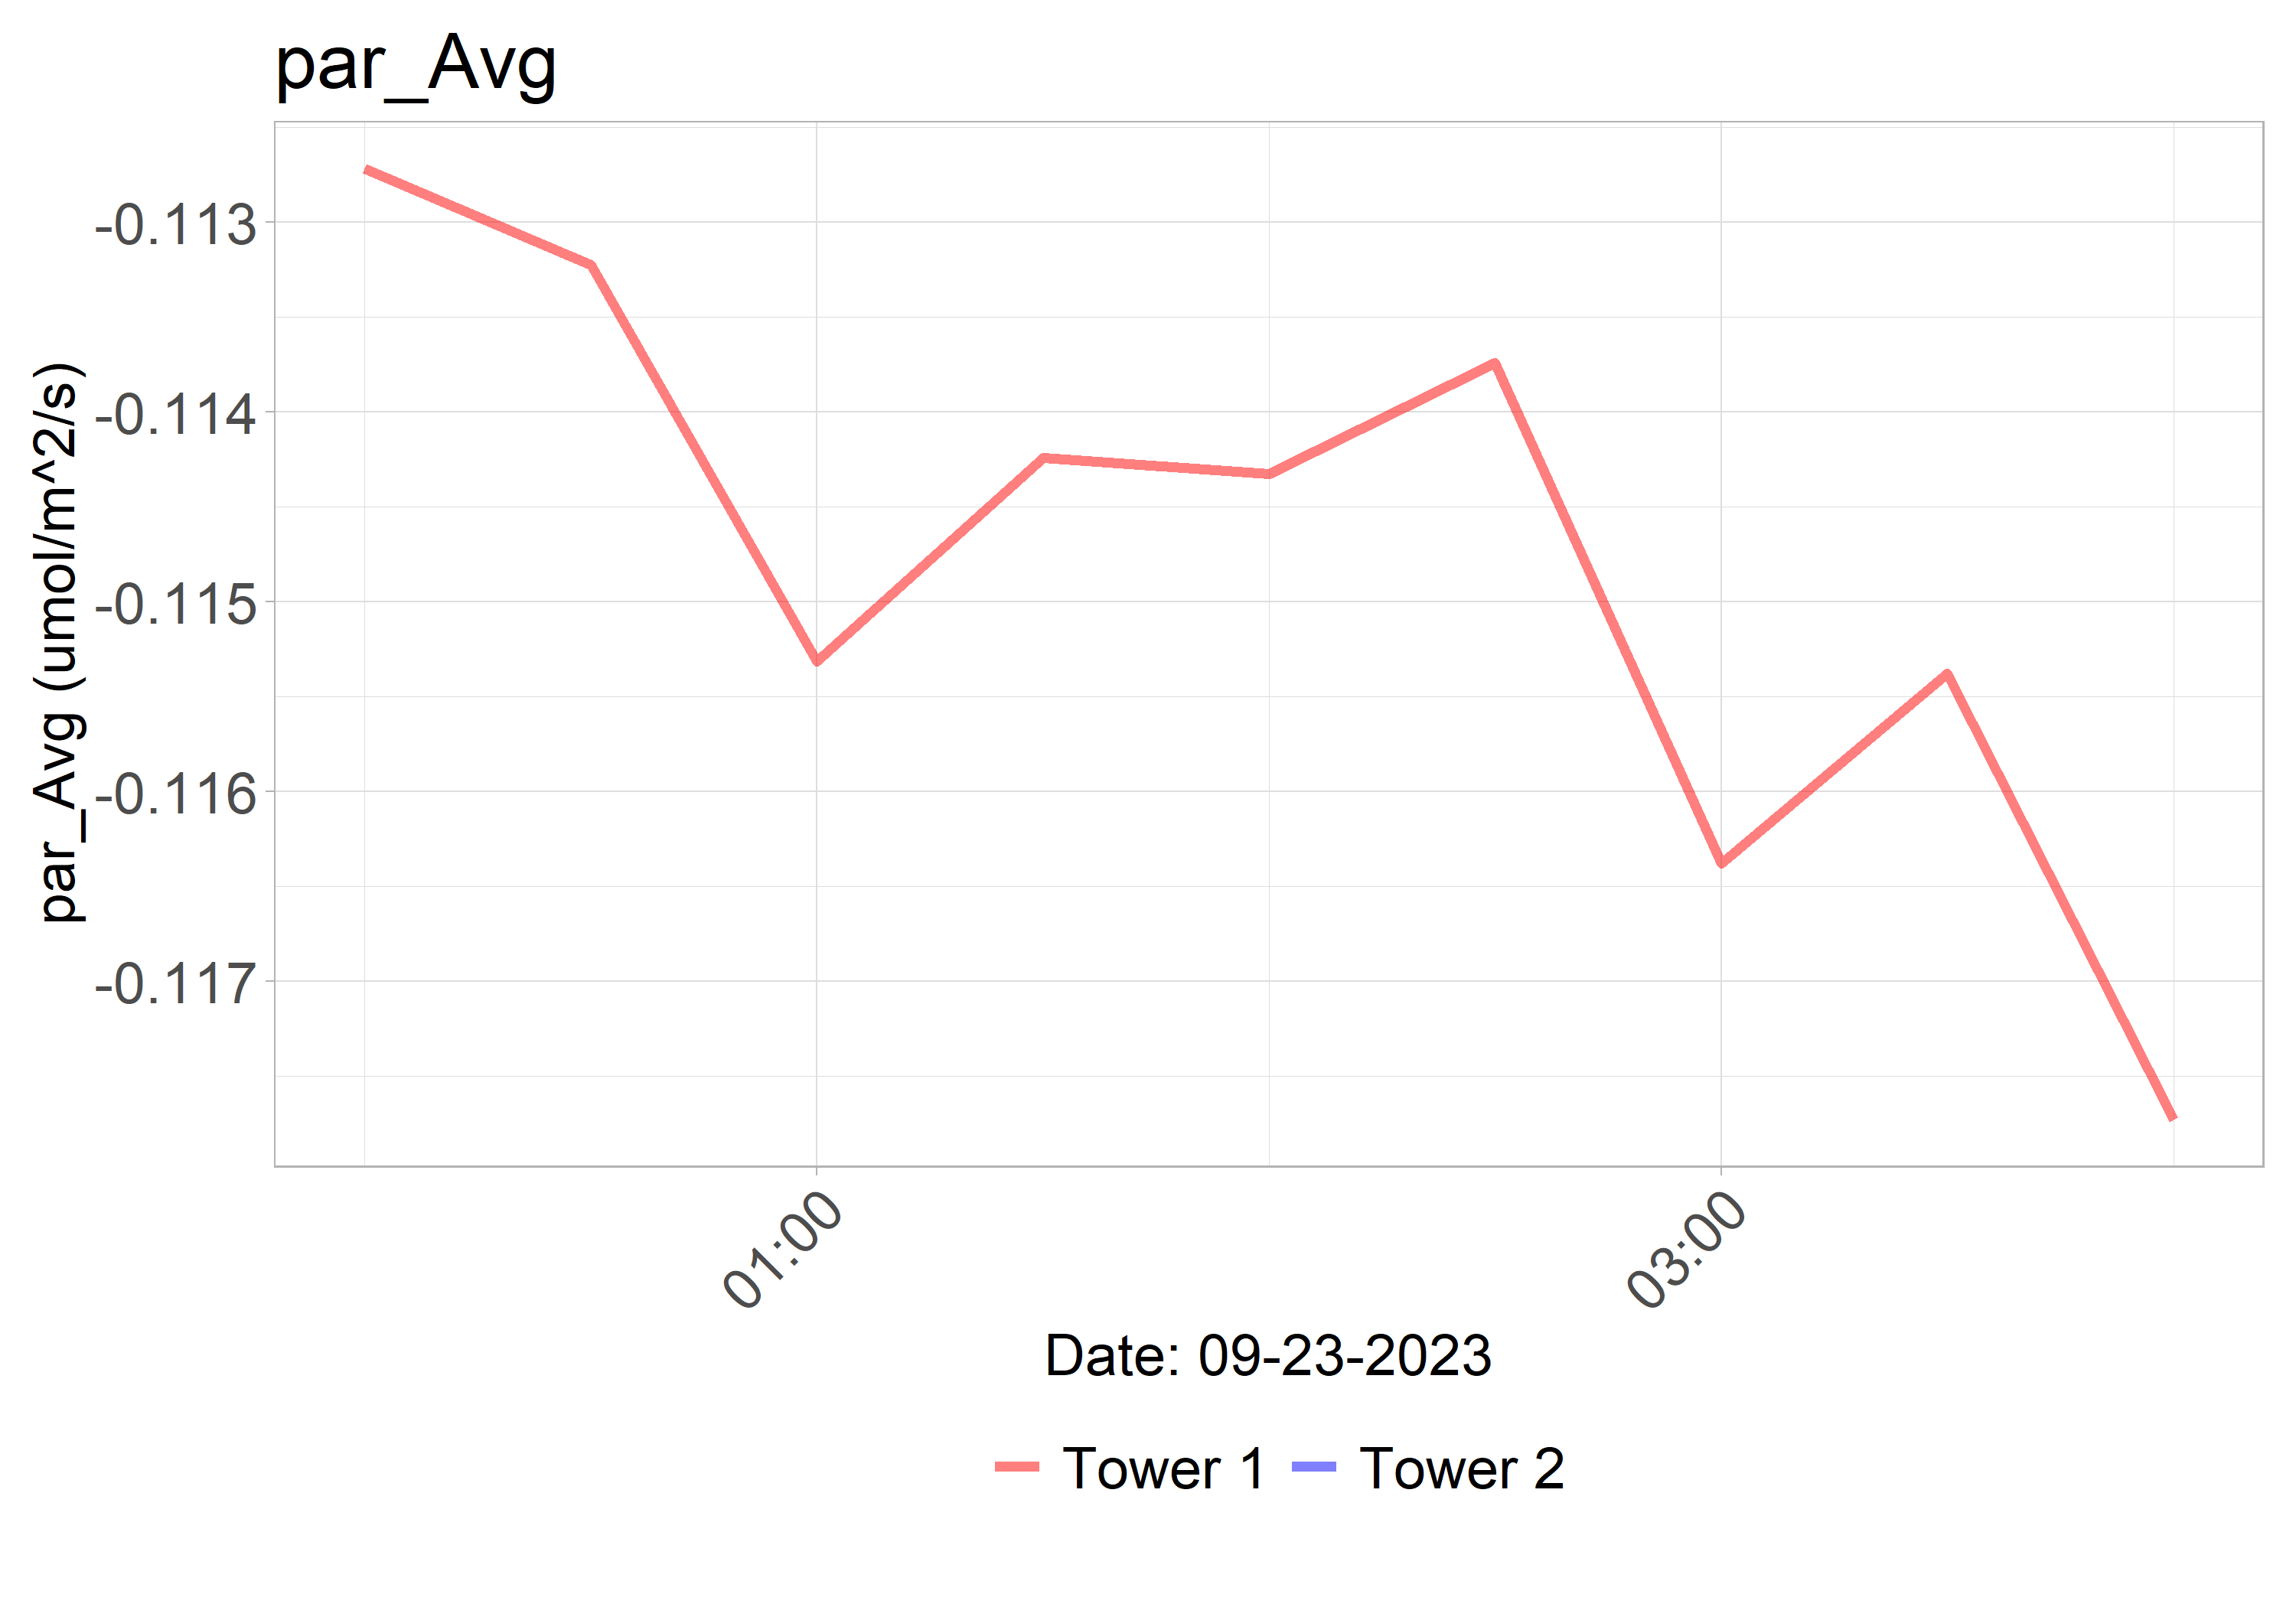 par_Avg
par_Avg (umol/m^2/s)
-0.113
-0.114
-0.115
-0.116
-0.117
01:00
03:00
Date: 09-23-2023
Tower 1
Tower 2